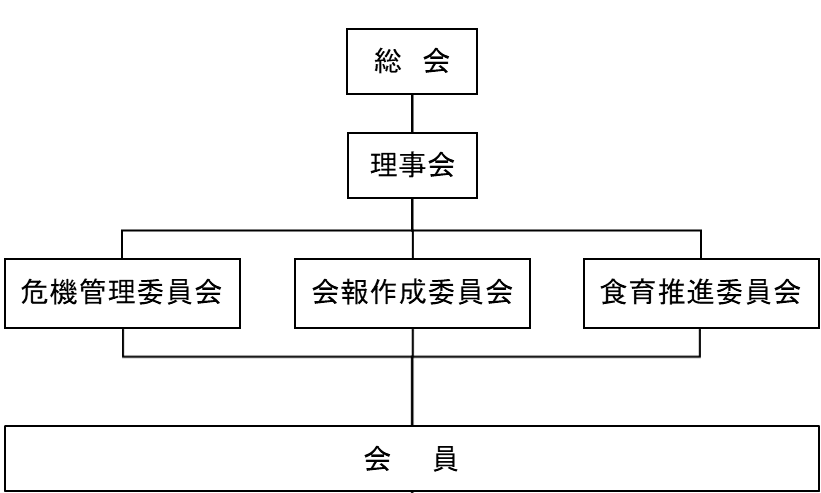 総 会
理事会
危機管理委員会
会報作成委員会
食育推進委員会
会 員